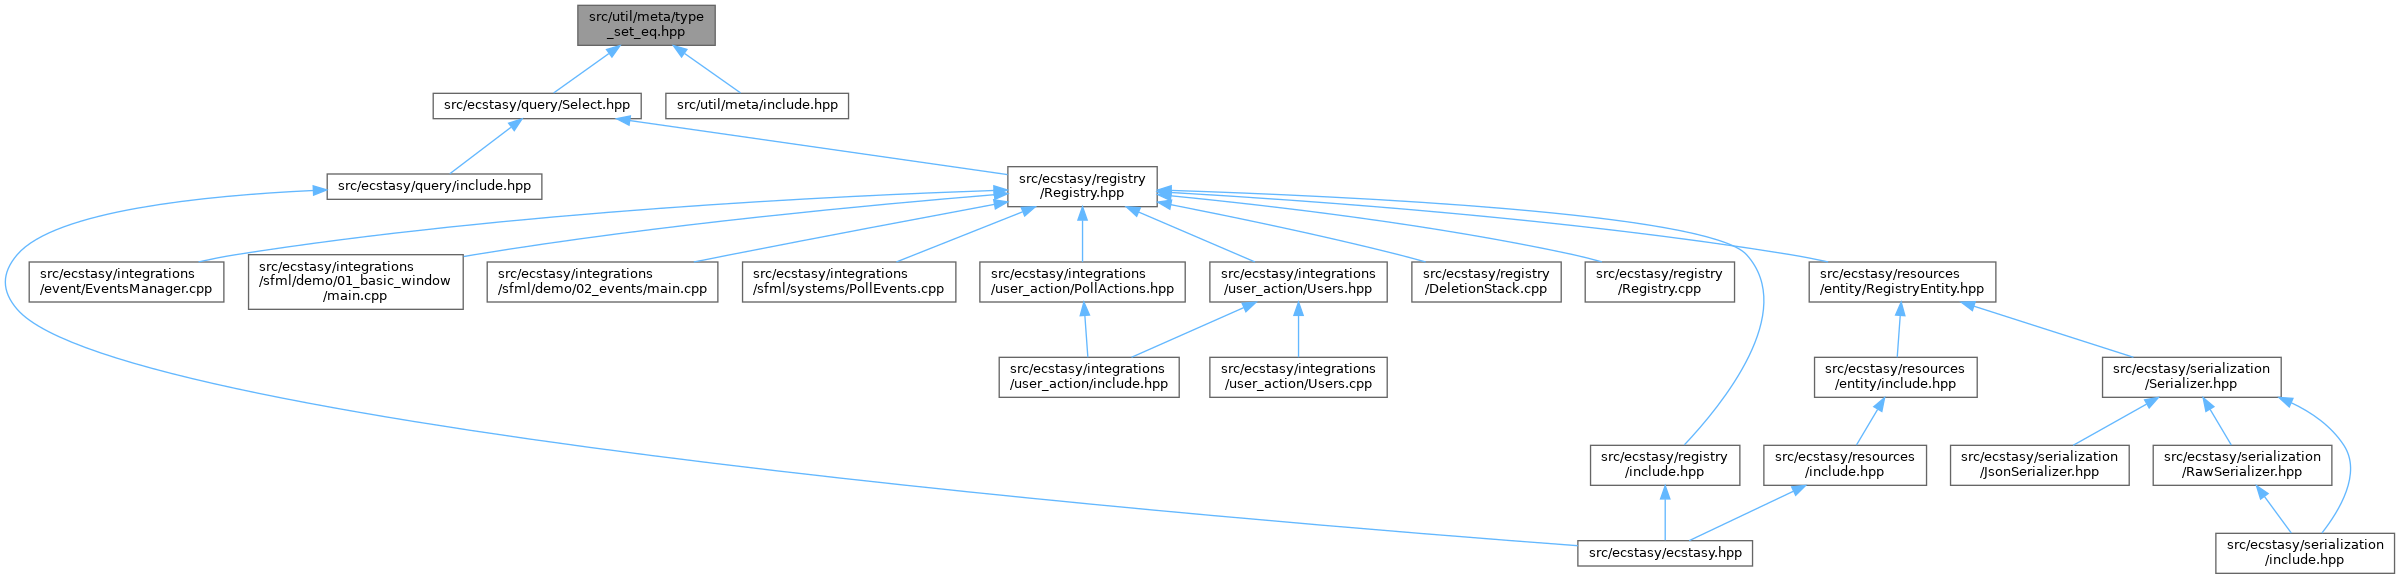 src/util/meta/type
_set_eq.hpp
src/ecstasy/query/Select.hpp
src/util/meta/include.hpp
src/ecstasy/query/include.hpp
src/ecstasy/registry
/Registry.hpp
src/ecstasy/integrations
/event/EventsManager.cpp
src/ecstasy/integrations
/sfml/demo/01_basic_window
/main.cpp
src/ecstasy/integrations
/sfml/demo/02_events/main.cpp
src/ecstasy/integrations
/sfml/systems/PollEvents.cpp
src/ecstasy/integrations
/user_action/PollActions.hpp
src/ecstasy/integrations
/user_action/Users.hpp
src/ecstasy/registry
/DeletionStack.cpp
src/ecstasy/registry
/Registry.cpp
src/ecstasy/resources
/entity/RegistryEntity.hpp
src/ecstasy/integrations
/user_action/include.hpp
src/ecstasy/integrations
/user_action/Users.cpp
src/ecstasy/resources
/entity/include.hpp
src/ecstasy/serialization
/Serializer.hpp
src/ecstasy/registry
/include.hpp
src/ecstasy/resources
/include.hpp
src/ecstasy/serialization
/JsonSerializer.hpp
src/ecstasy/serialization
/RawSerializer.hpp
src/ecstasy/ecstasy.hpp
src/ecstasy/serialization
/include.hpp